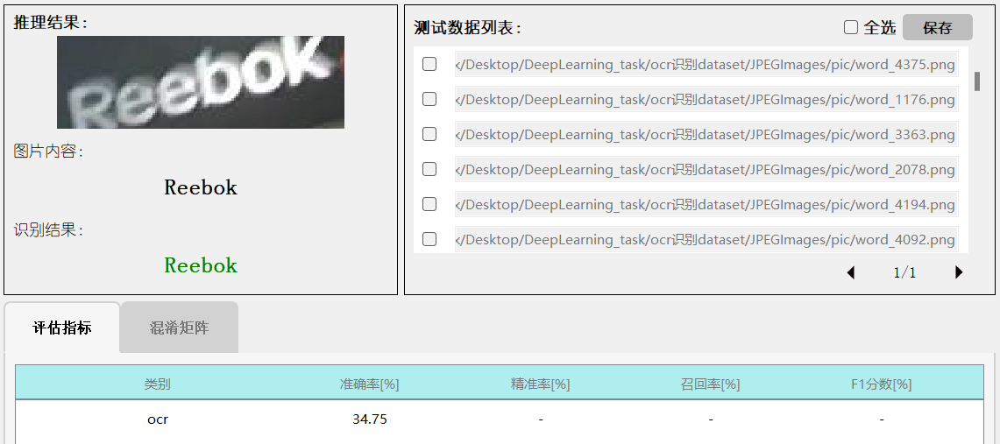 推理结果：
Reebok
图片内容：
Reebok
识别结果：
Reebok
测试数据列表：
全选
保存
x/Desktop/DeepLearning_task/ocr识别dataset/JPEGImages/pic/word_4375.png
x/Desktop/DeepLearning_task/ocr识别dataset/JPEGImages/pic/word_1176.png
x/Desktop/DeepLearning_task/ocr识别dataset/JPEGImages/pic/word_3363.png
x/Desktop/DeepLearning_task/ocr识别dataset/JPEGImages/pic/word_2078.png
x/Desktop/DeepLearning_task/ocr识别dataset/JPEGImages/pic/word_4194.png
x/Desktop/DeepLearning_task/ocr识别dataset/JPEGImages/pic/word_4092.png
1/1
评估指标 混淆矩阵
类别 准确率[%] 精准率[%] 召回率[%] F1分数[%]
ocr 34.75 - - -